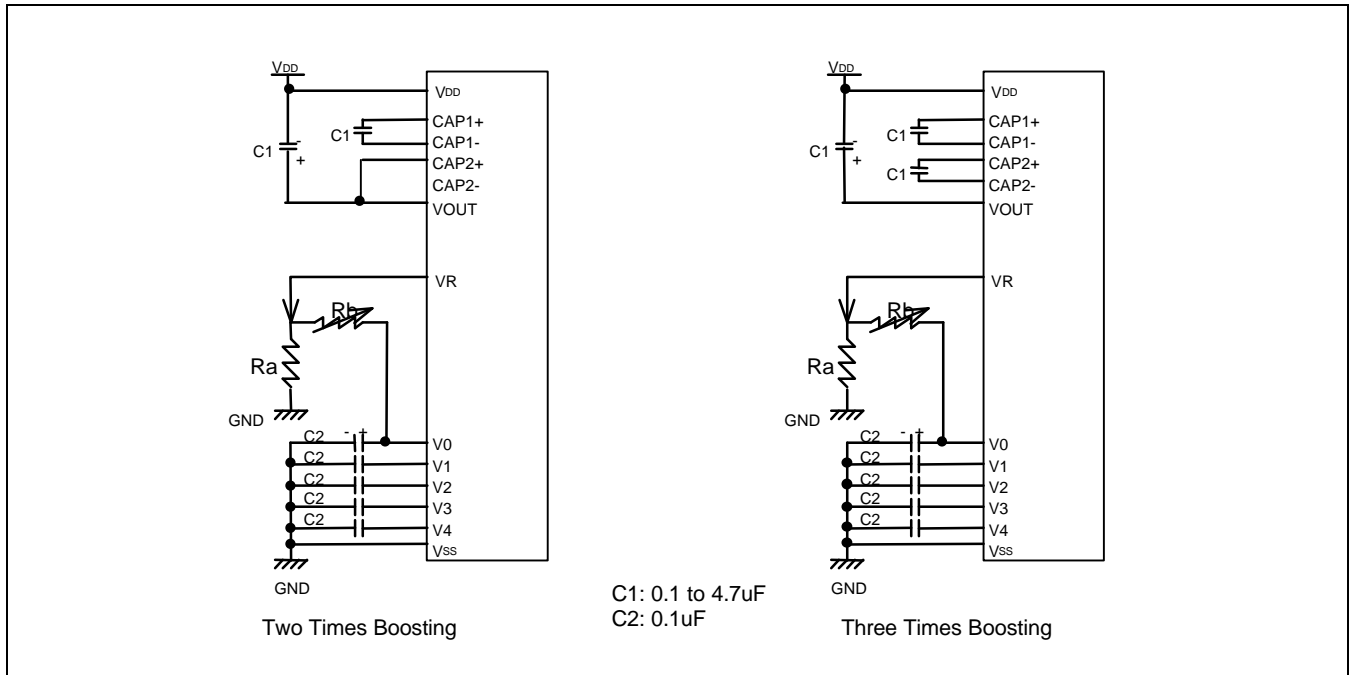 VDD
VDD
CAP1+
C1
CAP1-
C1
-
+
CAP2+
CAP2-
VOUT
VR
Rb
Ra
GND
C2
- +
V0
C2
V1
C2
V2
C2
V3
C2
V4
VSS
GND
Two Times Boosting
VDD
VDD
CAP1+
C1
CAP1-
C1
-
+
CAP2+
C1
CAP2-
VOUT
VR
Rb
Ra
GND
C2
- +
V0
C2
V1
C2
V2
C2
V3
C2
V4
VSS
GND
Three Times Boosting
C1: 0.1 to 4.7uF
C2: 0.1uF